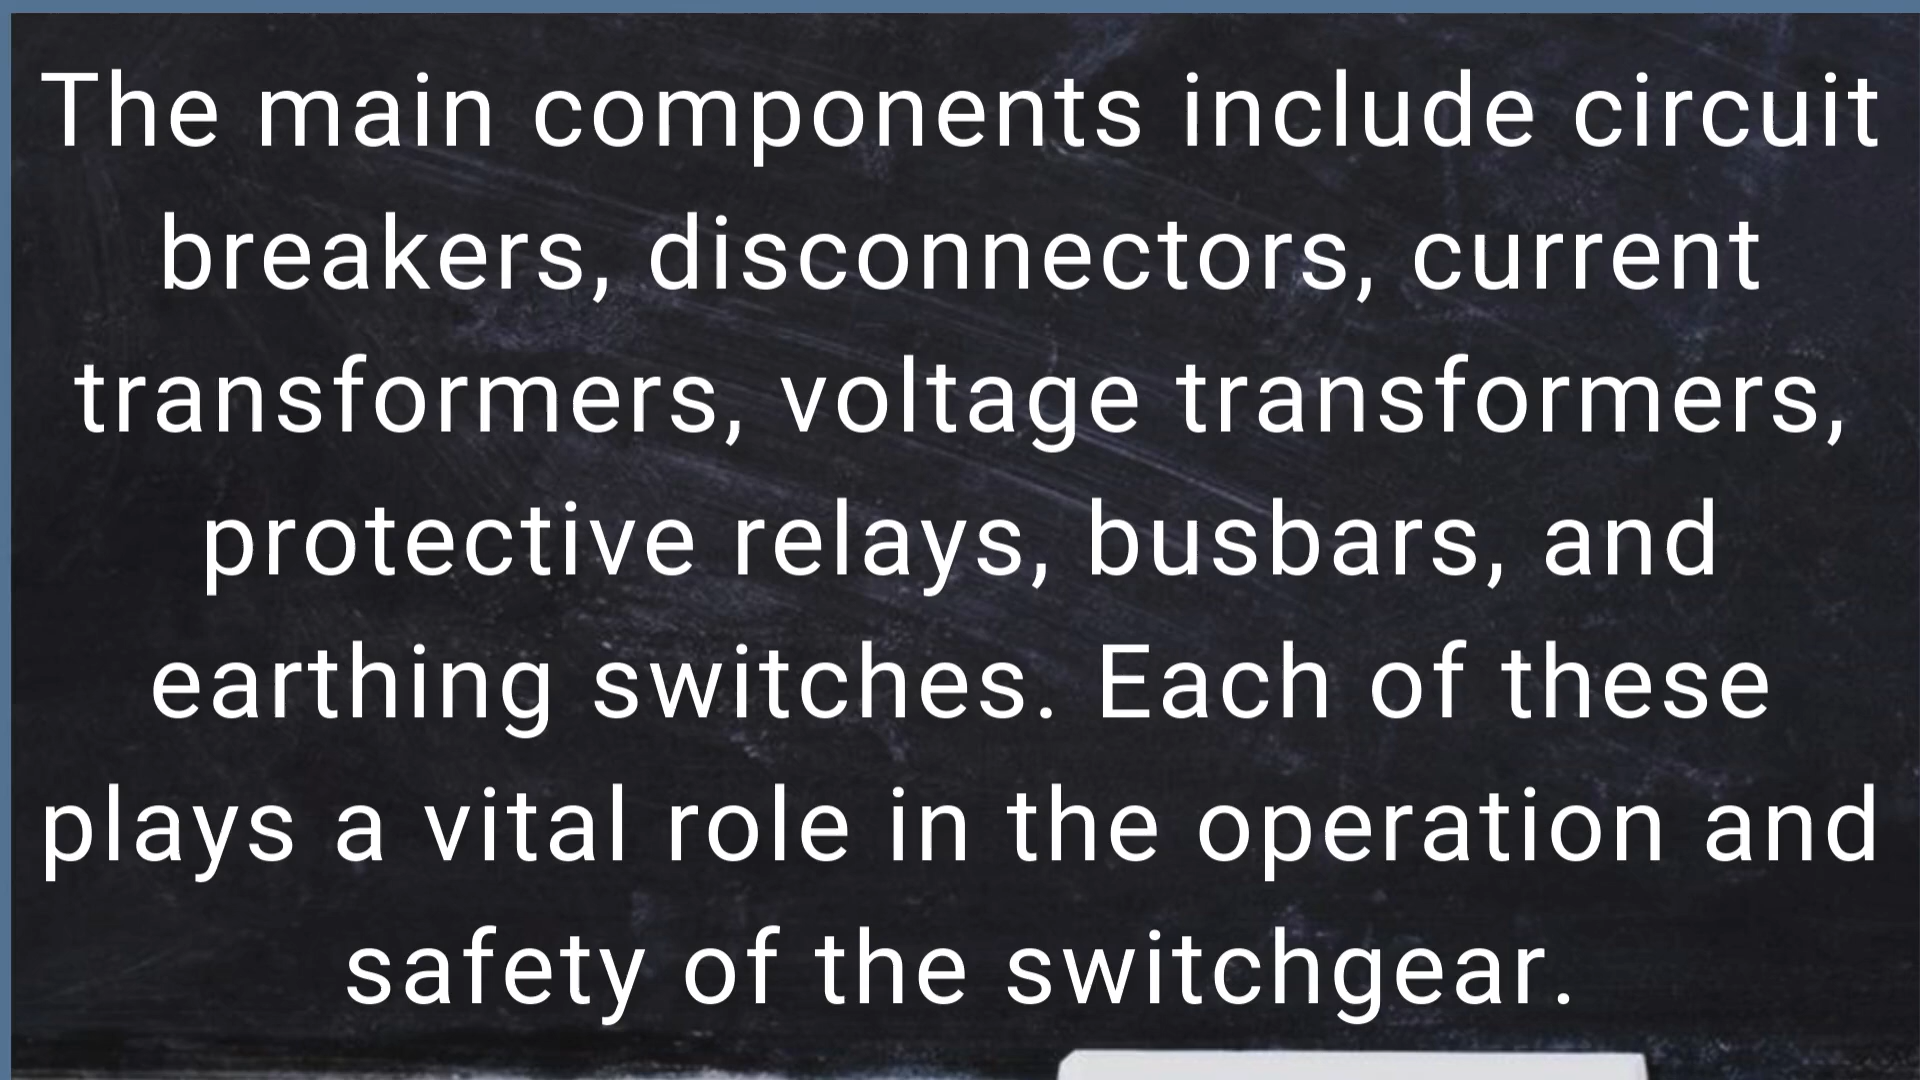 The main components include circuit
breakers, disconnectors, current
transformers, voltage transformers,
protective relays, busbars, and
earthing switches. Each of these
plays a vital role in the operation and
safety of the switchgear.